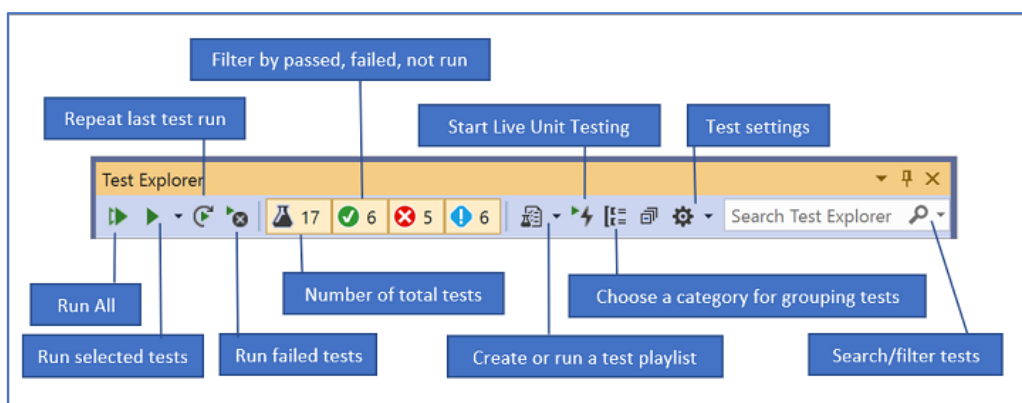 Filter by passed, failed, not run
Repeat last test run
Start Live Unit Testing
Test settings
Test Explorer
17
6
5
6
Search Test Explorer
Run All
Number of total tests
Choose a category for grouping tests
Run selected tests
Run failed tests
Create or run a test playlist
Search/filter tests